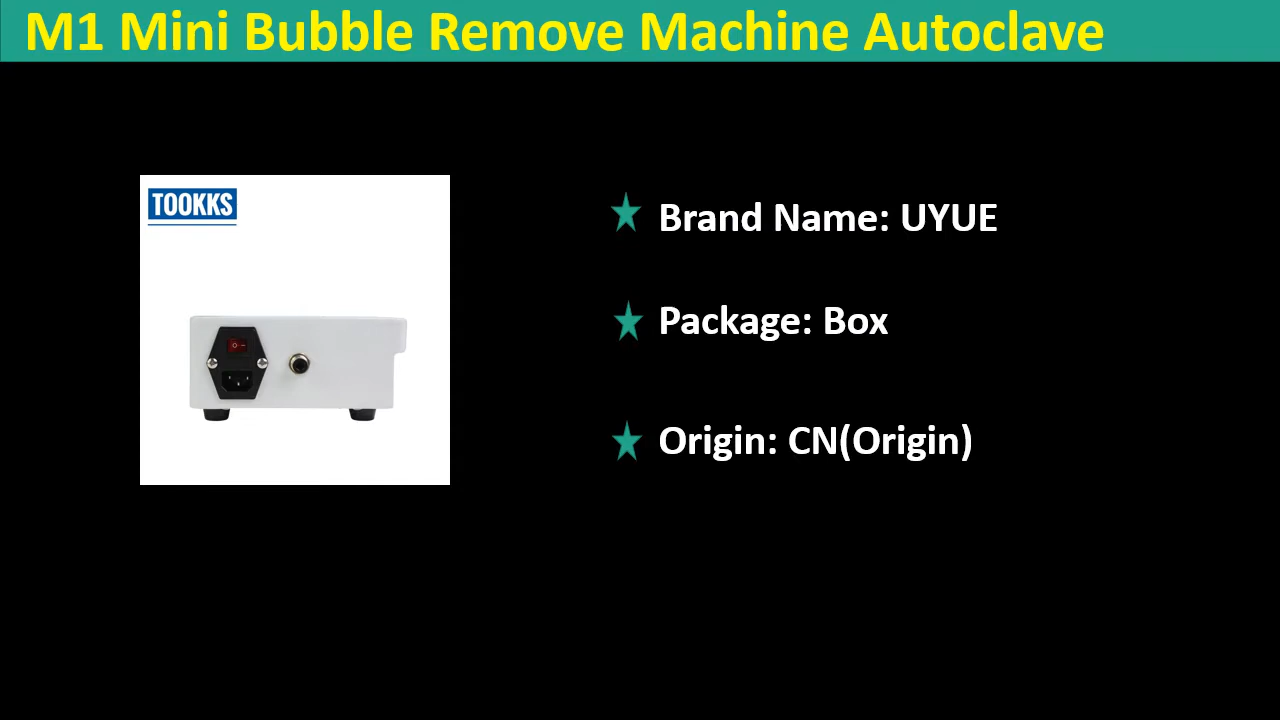 M1 Mini Bubble Remove Machine Autoclave
TOOKKS
Brand Name: UYUE
Package: Box
Origin: CN(Origin)